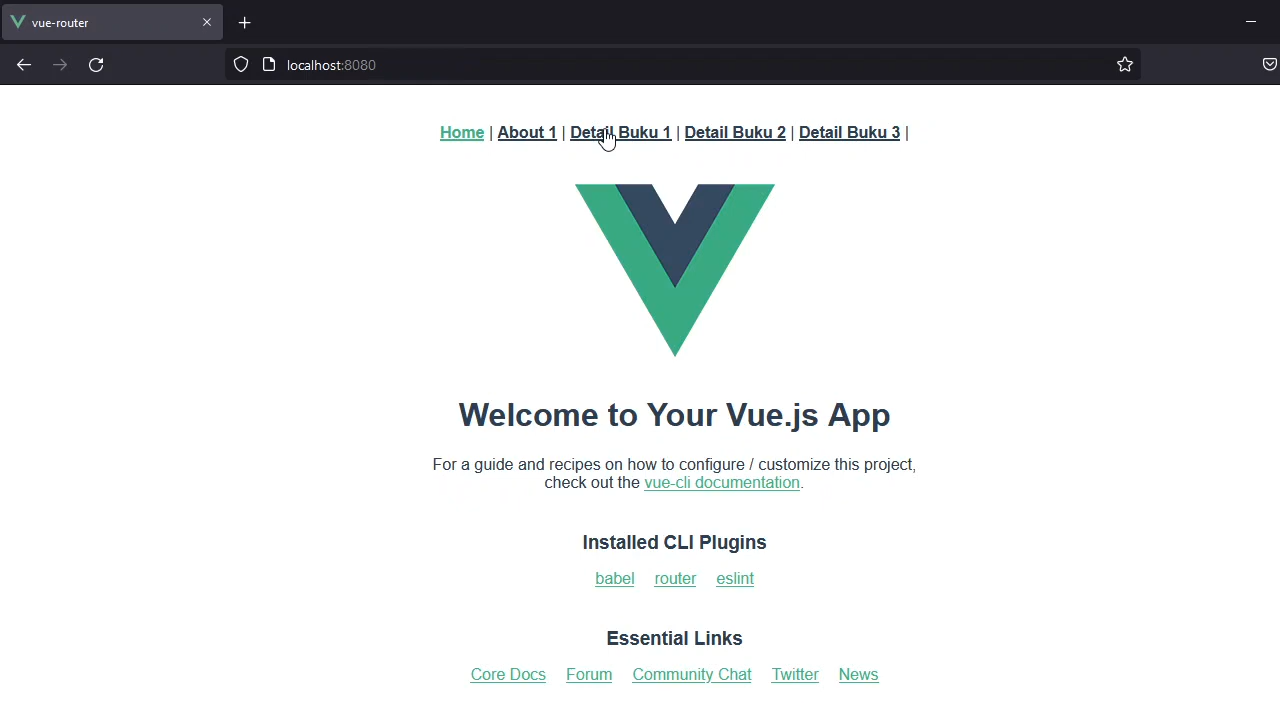 vue-router
localhost:8080
Home | About 1 | Detail Buku 1 | Detail Buku 2 | Detail Buku 3 |
Welcome to Your Vue.js App
For a guide and recipes on how to configure / customize this project,
check out the vue-cli documentation.
Installed CLI Plugins
babel router eslint
Essential Links
Core Docs Forum Community Chat Twitter News